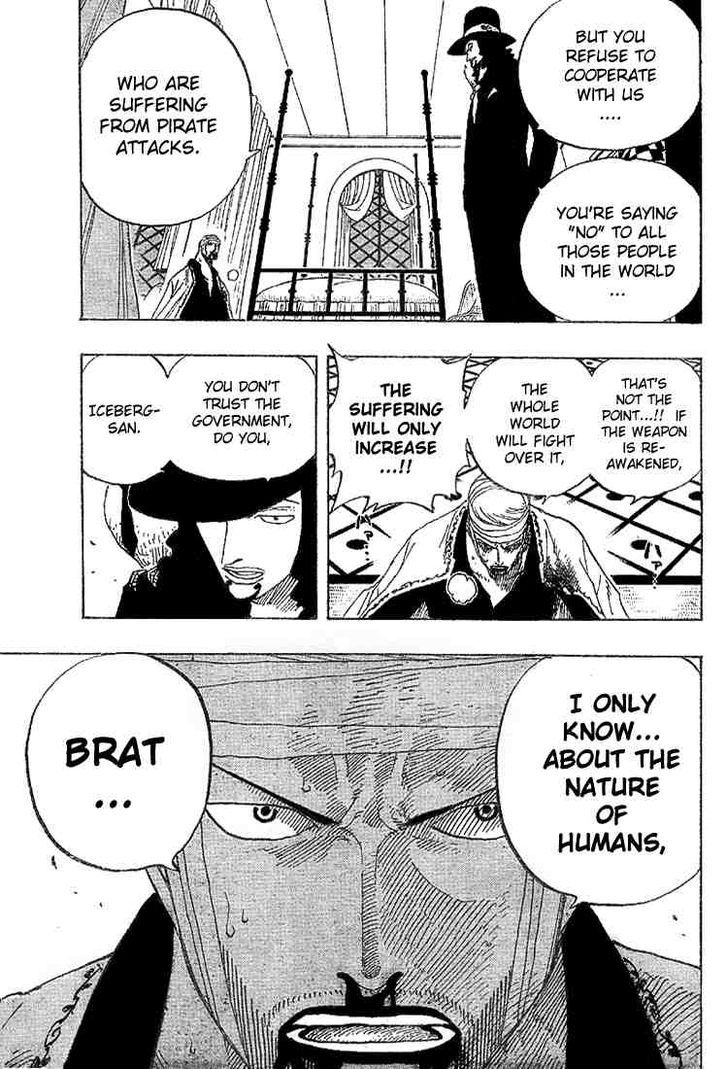 BUT YOU
REFUSE TO
COOPERATE
WITH US
....
YOU'RE SAYING
"NO" TO ALL
THOSE PEOPLE
IN THE WORLD
...
WHO ARE
SUFFERING
FROM PIRATE
ATTACKS.
THAT'S
NOT THE
POINT...!! IF
THE WEAPON
IS RE-
AWAKENED,
THE
WHOLE
WORLD
WILL FIGHT
OVER IT,
THE
SUFFERING
WILL ONLY
INCREASE
...!!
YOU DON'T
TRUST THE
GOVERNMENT,
DO YOU,
ICEBERG-
SAN.
I ONLY
KNOW...
ABOUT THE
NATURE
OF
HUMANS,
BRAT
...